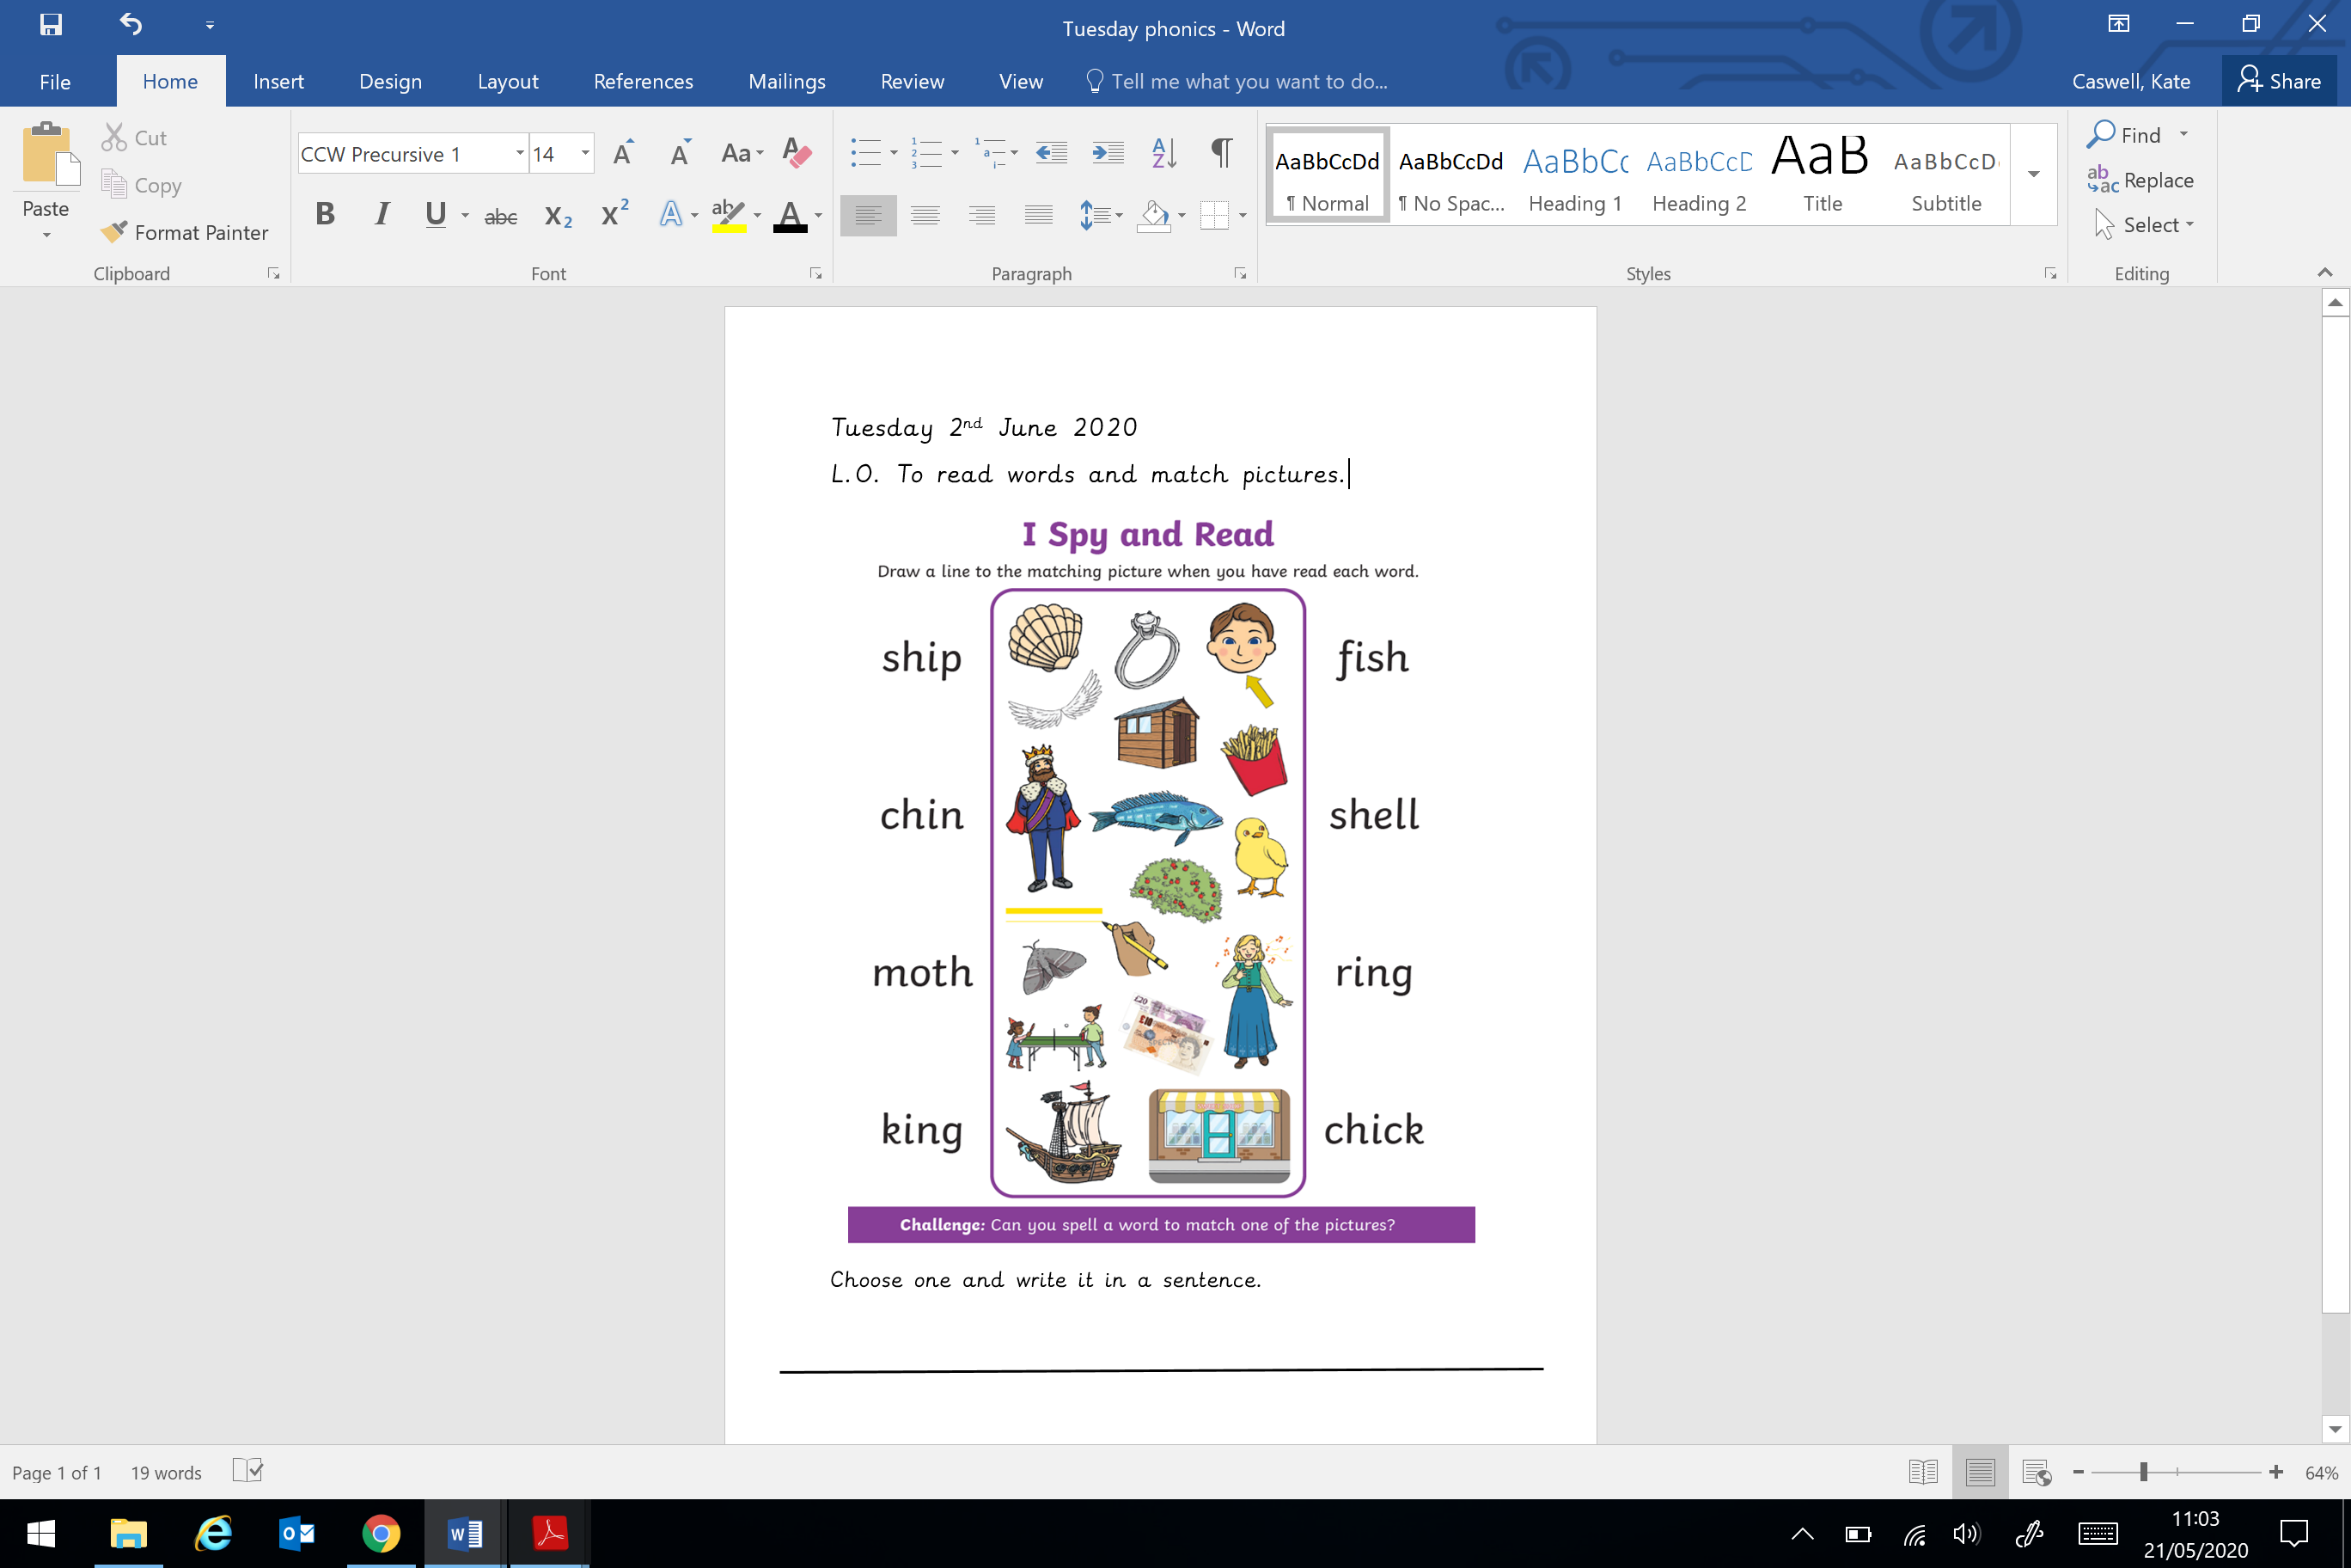 Tuesday phonics - Word
File Home Insert Design Layout References Mailings Review View Tell me what you want to do... Caswell, Kate Share
Paste
Cut
Copy
Format Painter
Clipboard
CCW Precursive 1 14
Font
Paragraph
AaBbCcDd AaBbCcDd AaBbCc AaBbCcD AaB AaBbCcD
¶ Normal ¶ No Spac... Heading 1 Heading 2 Title Subtitle
Styles
Find
Replace
Select
Editing
Tuesday 2nd June 2020
L.O. To read words and match pictures.
I Spy and Read
Draw a line to the matching picture when you have read each word.
ship fish
chin shell
moth ring
£20
£10
king chick
Challenge: Can you spell a word to match one of the pictures?
Choose one and write it in a sentence.
Page 1 of 1 19 words 64%
11:03
21/05/2020